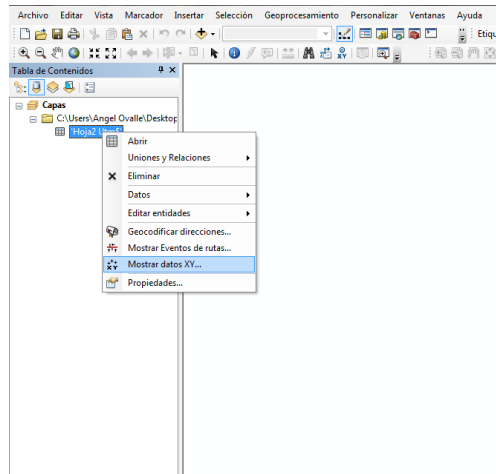 Archivo Editar Vista Marcador Insertar Selección Geoprocesamiento Personalizar Ventanas Ayuda
Etiqu
Tabla de Contenidos
Capas
C:\Users\Angel Ovalle\Desktop
'Hoja2 Utm$'
Abrir
Uniones y Relaciones
Eliminar
Datos
Editar entidades
Geocodificar direcciones...
Mostrar Eventos de rutas...
Mostrar datos XY...
Propiedades...